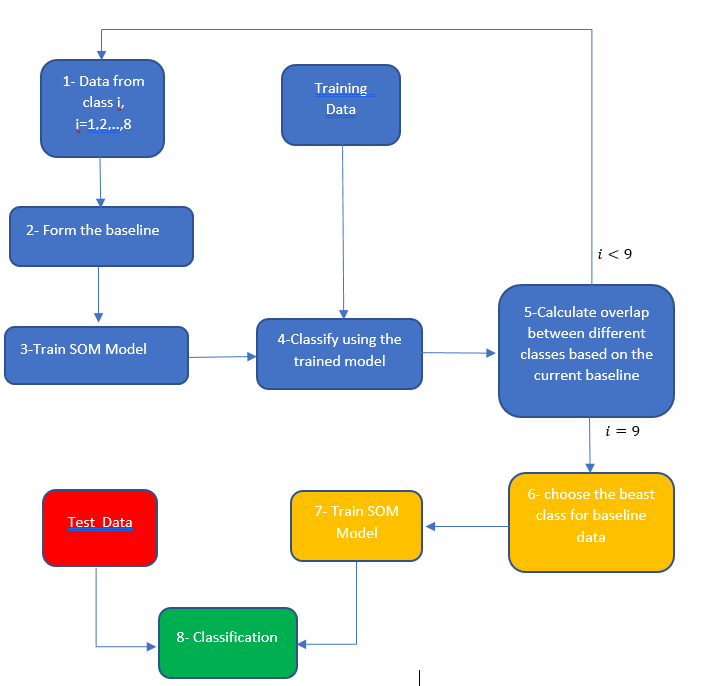 1- Data from
class i,
i=1,2,..,8
Training
Data
2- Form the baseline
i < 9
3-Train SOM Model
4-Classify using the
trained model
5-Calculate overlap
between different
classes based on the
current baseline
i = 9
6- choose the beast
class for baseline
data
7- Train SOM
Model
Test Data
8- Classification